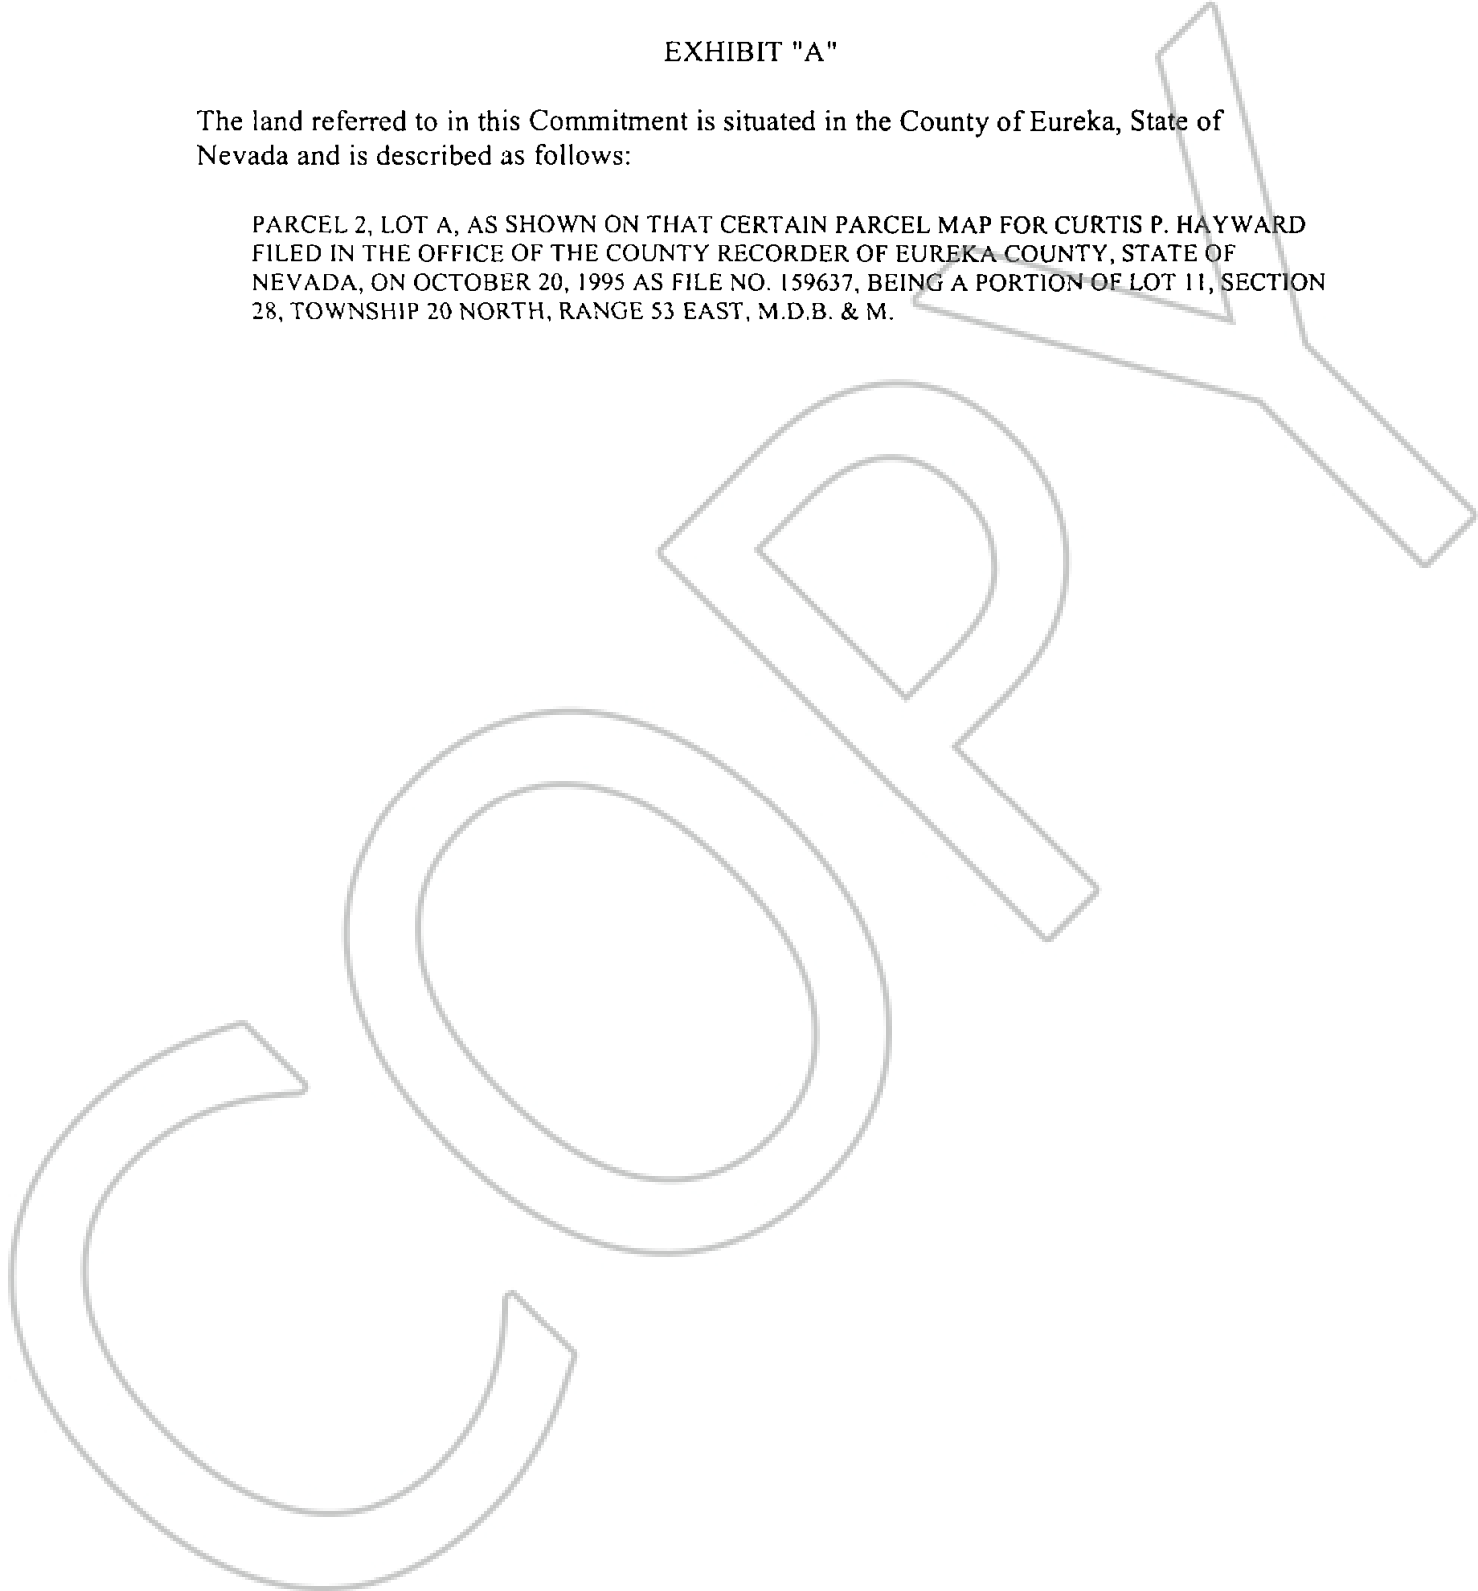 EXHIBIT "A"
The land referred to in this Commitment is situated in the County of Eureka, State of
Nevada and is described as follows:
PARCEL 2, LOT A, AS SHOWN ON THAT CERTAIN PARCEL MAP FOR CURTIS P. HAYWARD
FILED IN THE OFFICE OF THE COUNTY RECORDER OF EUREKA COUNTY, STATE OF
NEVADA, ON OCTOBER 20, 1995 AS FILE NO. 159637, BEING A PORTION OF LOT 11, SECTION
28, TOWNSHIP 20 NORTH, RANGE 53 EAST, M.D.B. & M.
COPY